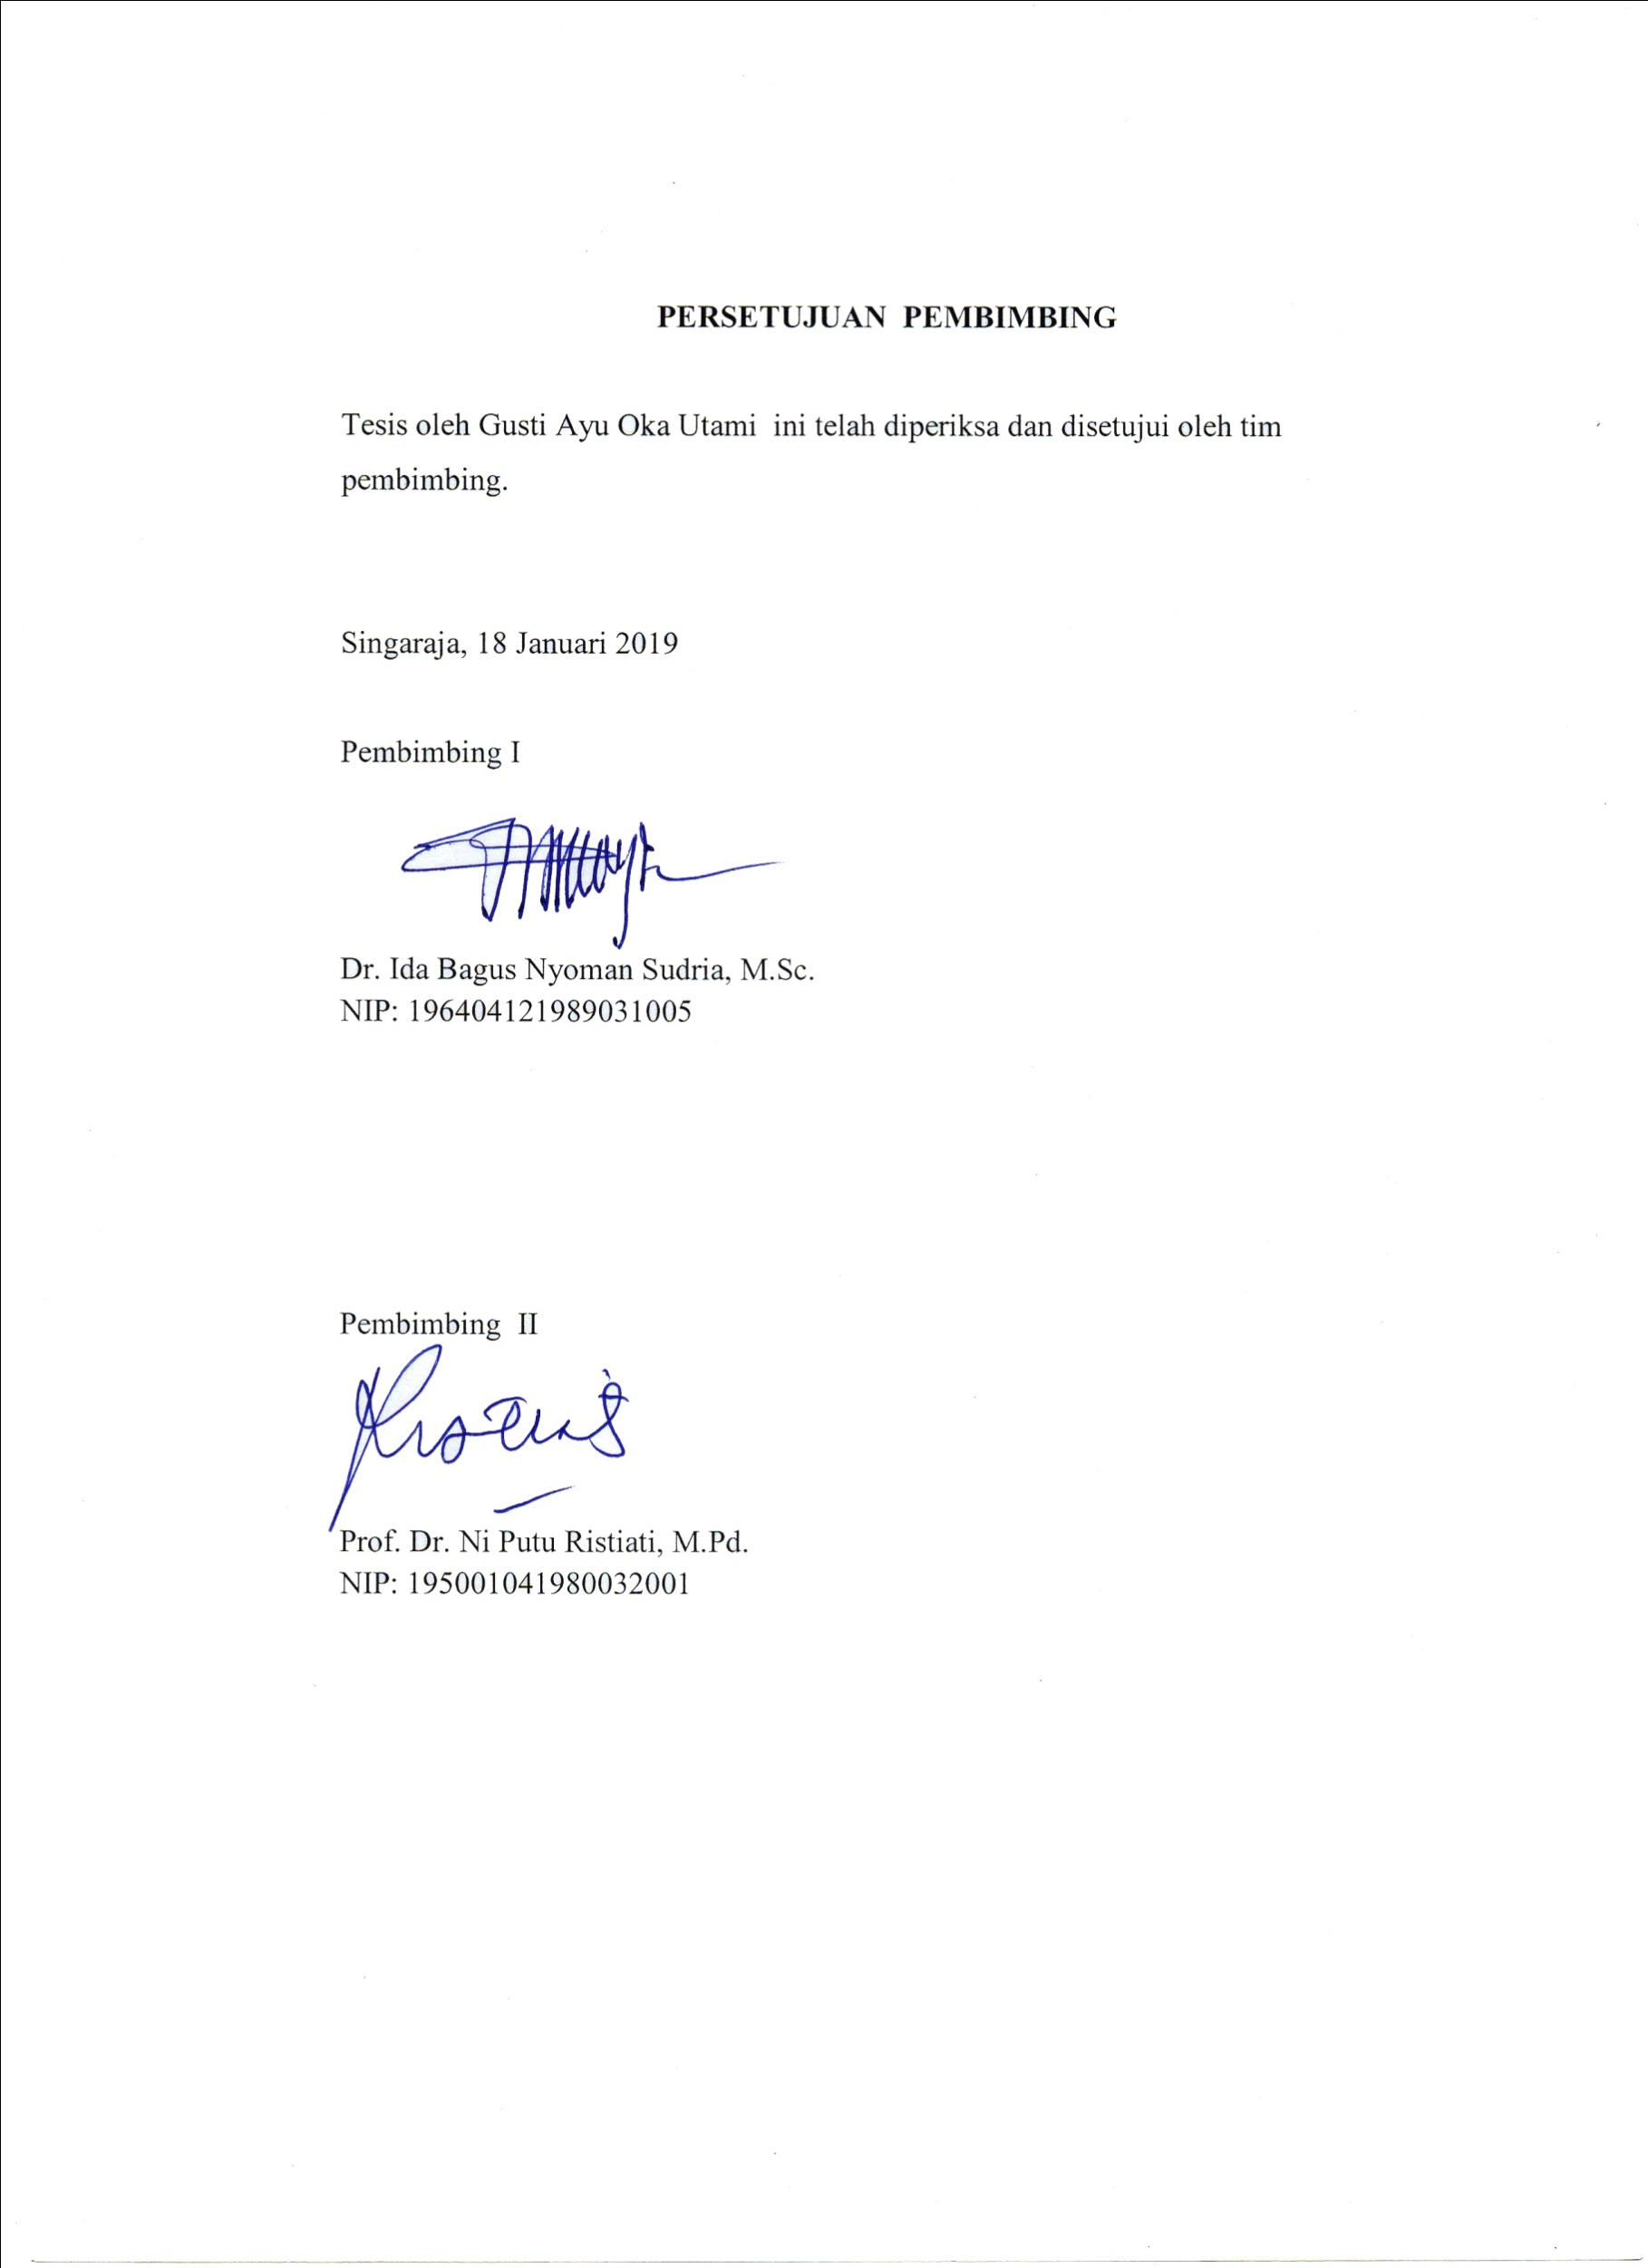 PERSETUJUAN PEMBIMBING
Tesis oleh Gusti Ayu Oka Utami ini telah diperiksa dan disetujui oleh tim
pembimbing.
Singaraja, 18 Januari 2019
Pembimbing I
Dr. Ida Bagus Nyoman Sudria, M.Sc.
NIP: 196404121989031005
Pembimbing II
Prof. Dr. Ni Putu Ristiati, M.Pd.
NIP: 195001041980032001